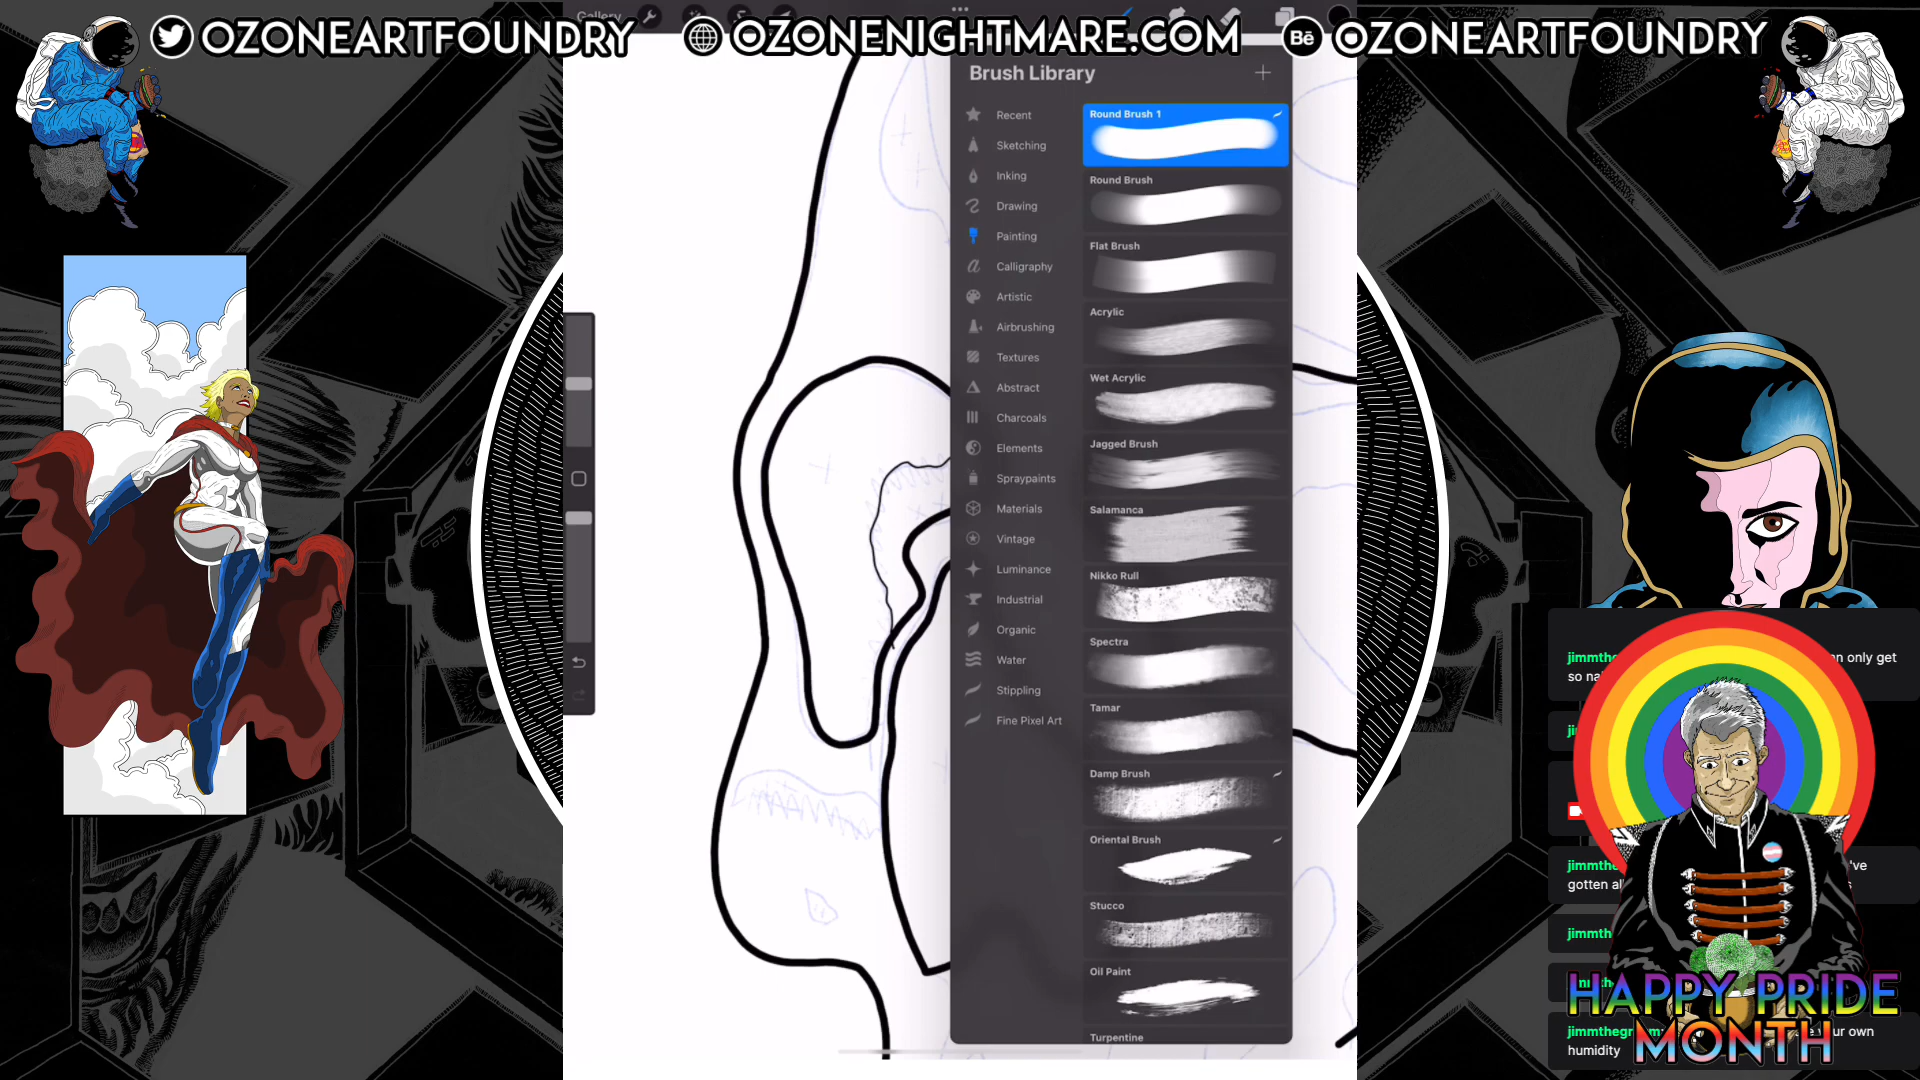 Gallery
OZONEARTFOUNDRY
OZONENIGHTMARE.COM
Bē
OZONEARTFOUNDRY
Brush Library
Recent
Sketching
Inking
Drawing
Painting
Calligraphy
Artistic
Airbrushing
Textures
Abstract
Charcoals
Elements
Spraypaints
Materials
Vintage
Luminance
Industrial
Organic
Water
Stippling
Fine Pixel Art
Round Brush 1
Round Brush
Flat Brush
Acrylic
Wet Acrylic
Jagged Brush
Salamanca
Nikko Rull
Spectra
Tamar
Damp Brush
Oriental Brush
Stucco
Oil Paint
Turpentine
only get
so
gotten
own
humidity
HAPPY PRIDE
MONTH